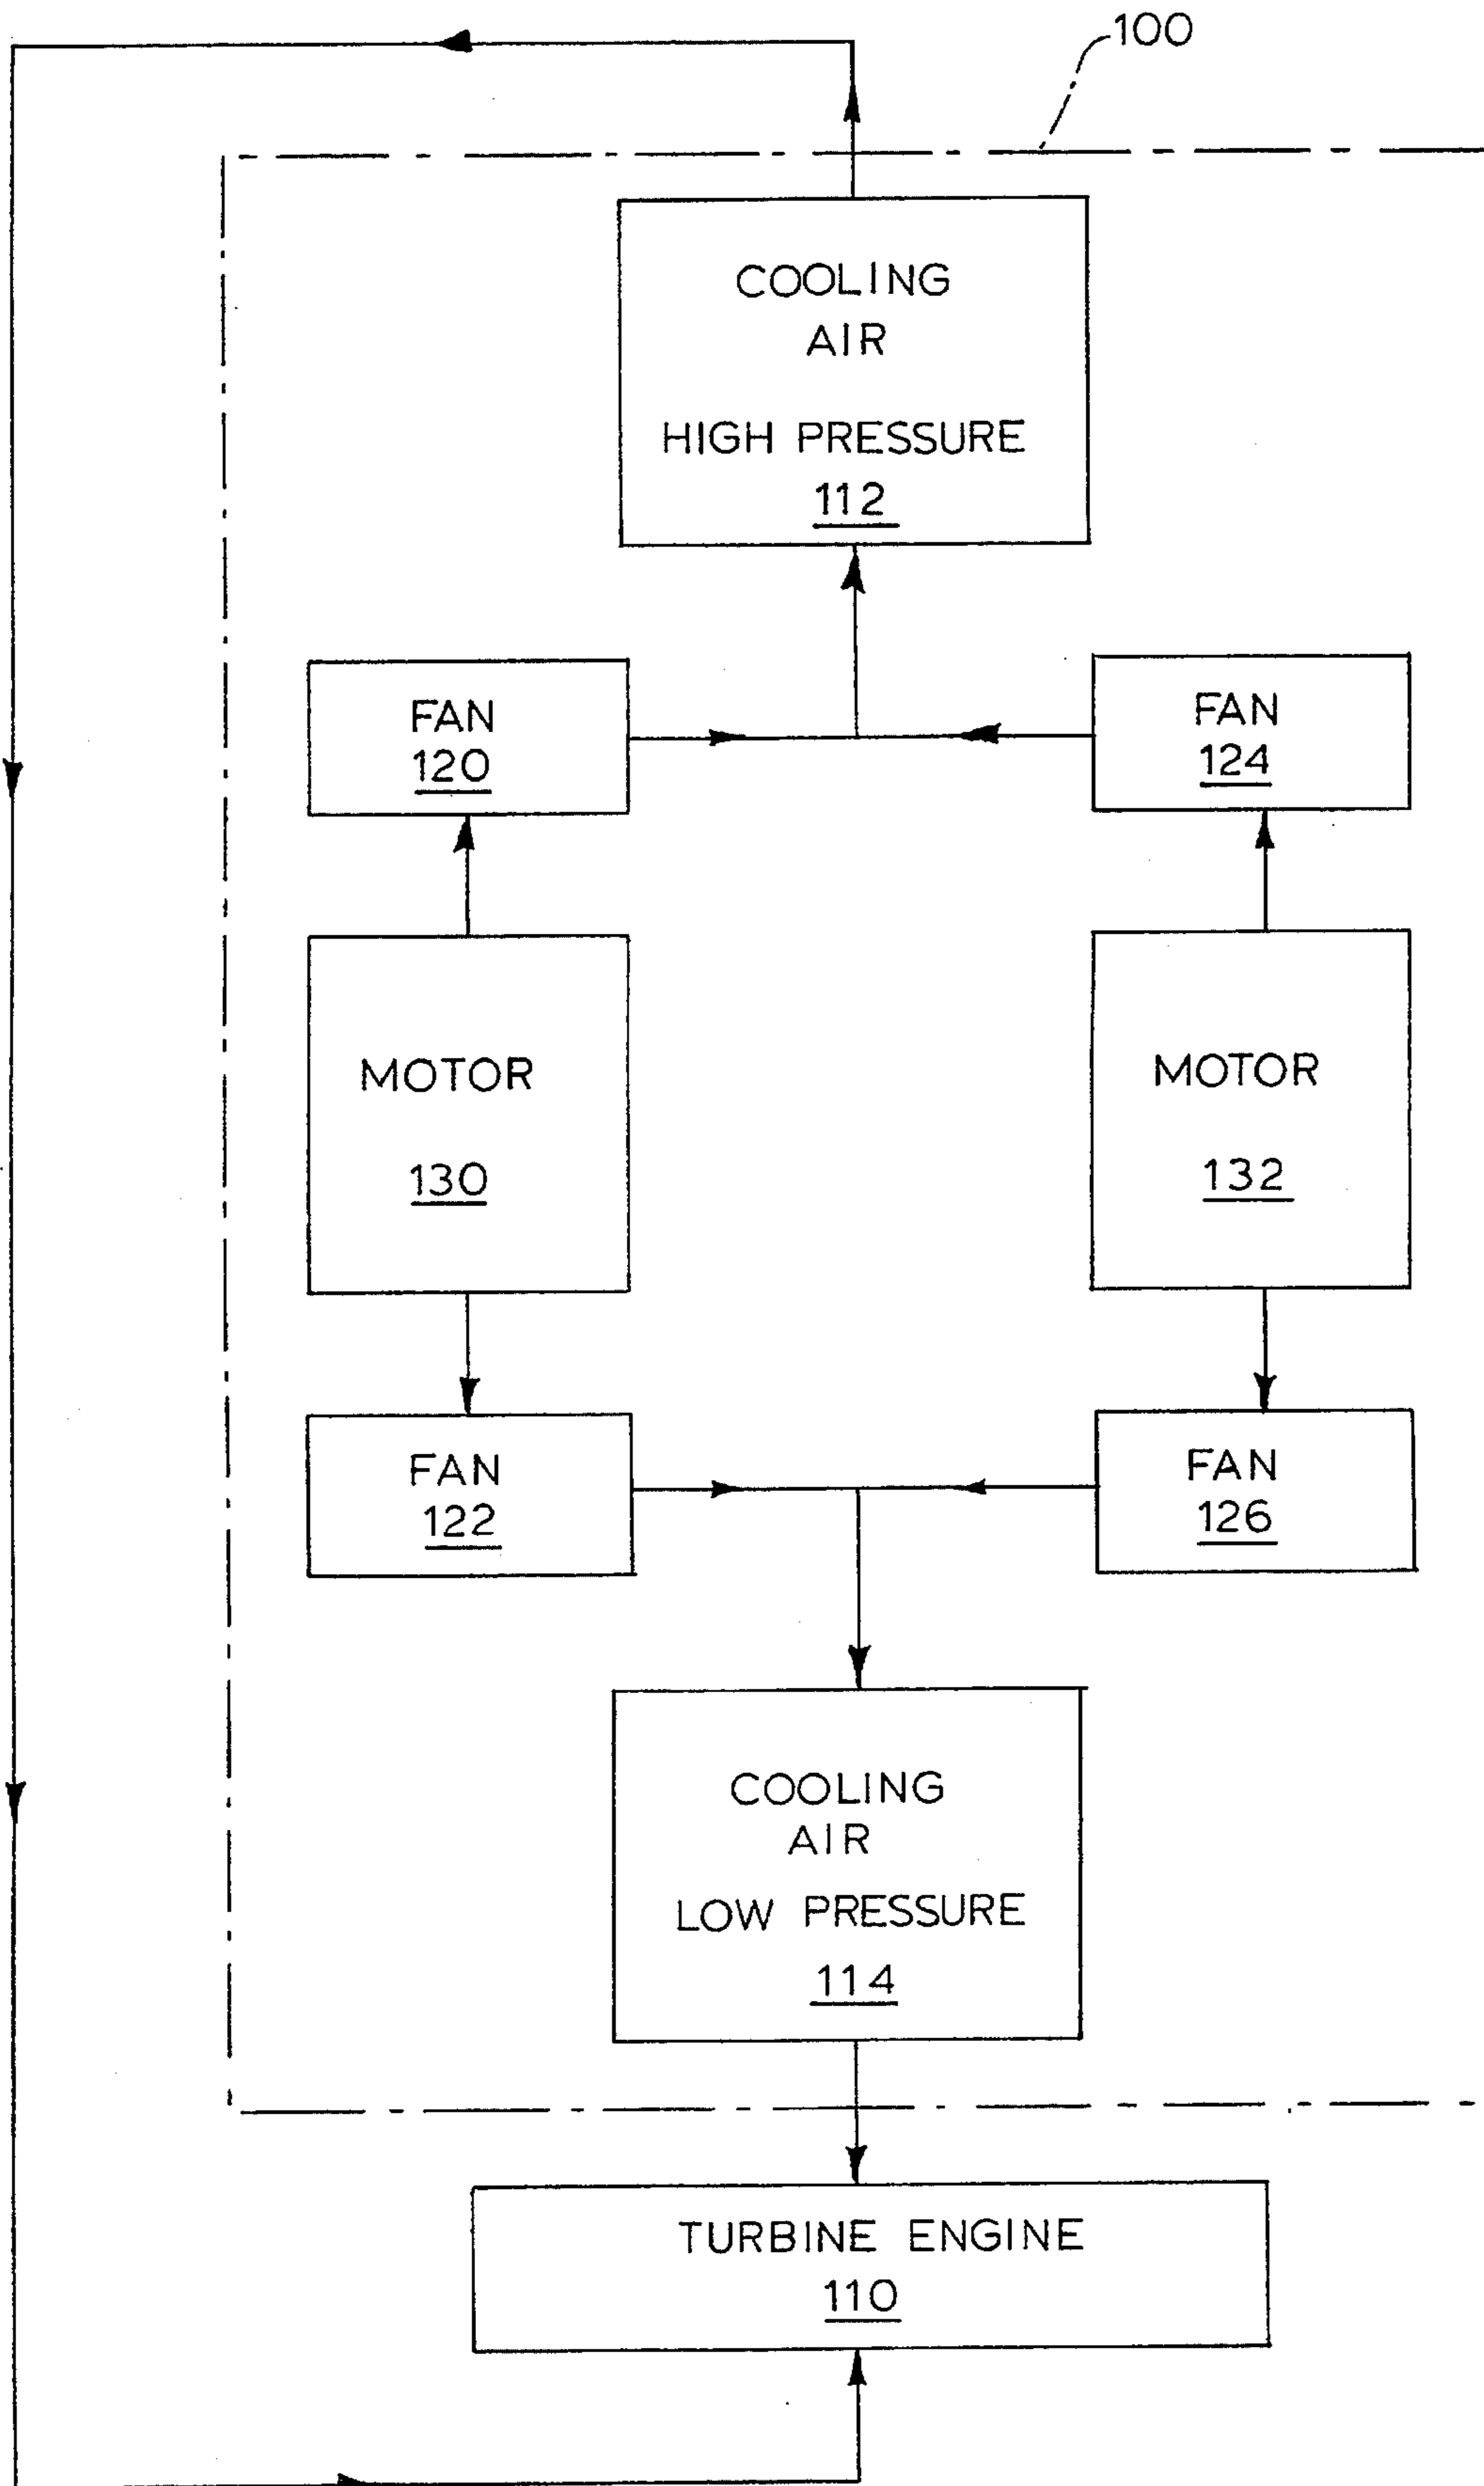 100
COOLING
AIR
HIGH PRESSURE
112
FAN
120
FAN
124
MOTOR
130
MOTOR
132
FAN
122
FAN
126
COOLING
AIR
LOW PRESSURE
114
TURBINE ENGINE
110